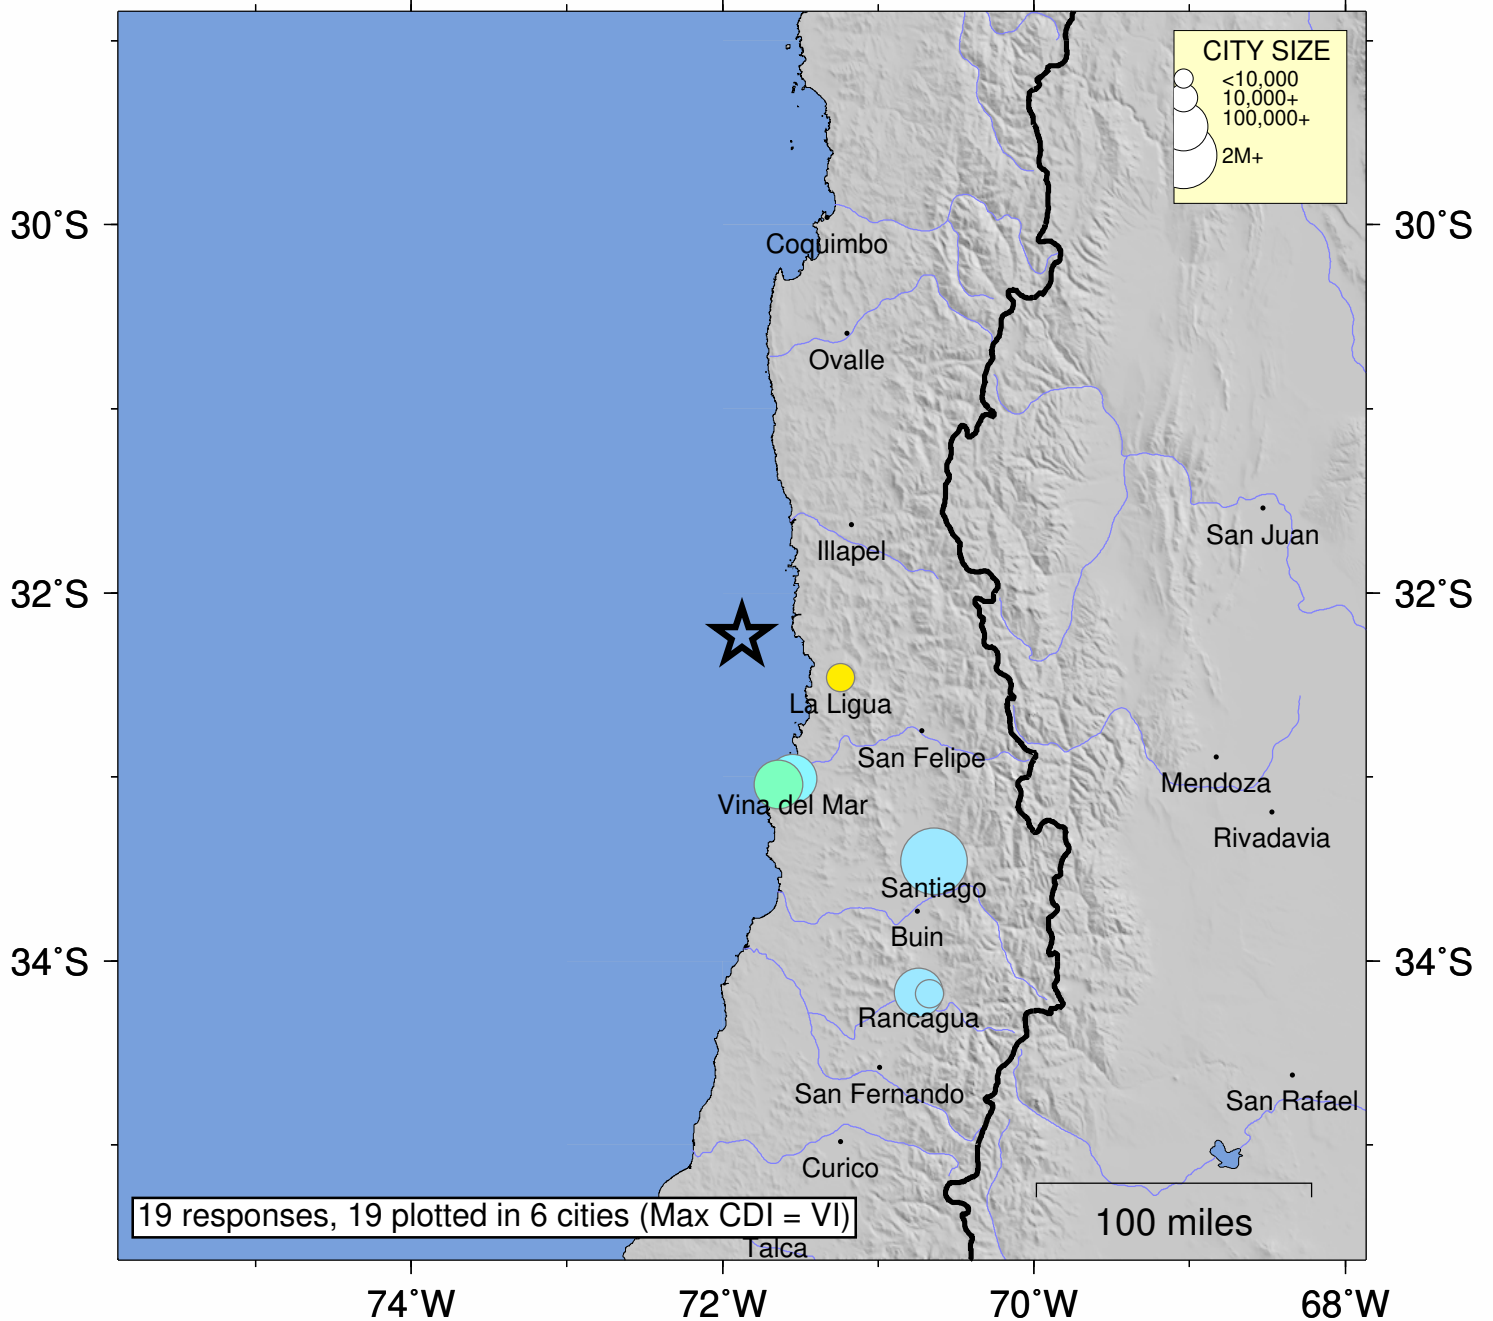 CITY SIZE
<10,000
10,000+
100,000+
2M+
30°S
30°S
Coquimbo
Ovalle
San Juan
Illapel
32°S
32°S
La Ligua
San Felipe
Mendoza
Vina del Mar
Rivadavia
Santiago
Buin
34°S
34°S
Rancagua
San Fernando
San Rafael
Curico
19 responses, 19 plotted in 6 cities (Max CDI = VI)
100 miles
Talca
74°W
72°W
70°W
68°W